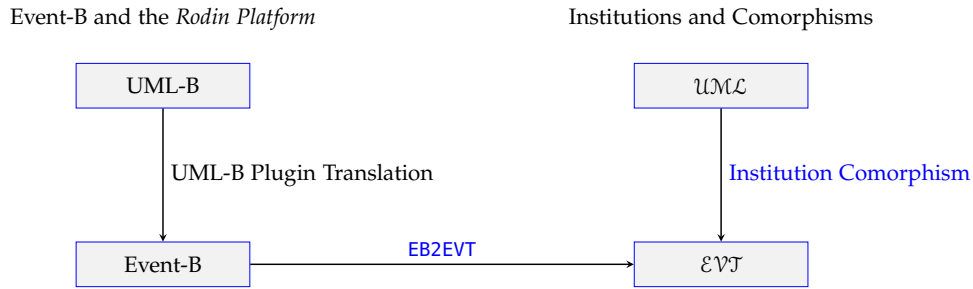 Event-B and the Rodin Platform
Institutions and Comorphisms
UML-B
𝒰ℳℒ
UML-B Plugin Translation
Institution Comorphism
EB2EVT
Event-B
ℰ𝒱𝒯